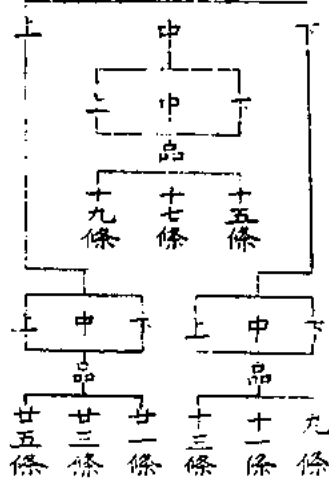 上 中 下
上 中 下
品
十九條 十七條 十五條
上 中 下 上 中 下
品 品
廿五條 廿三條 廿一條 十三條 十一條 九條